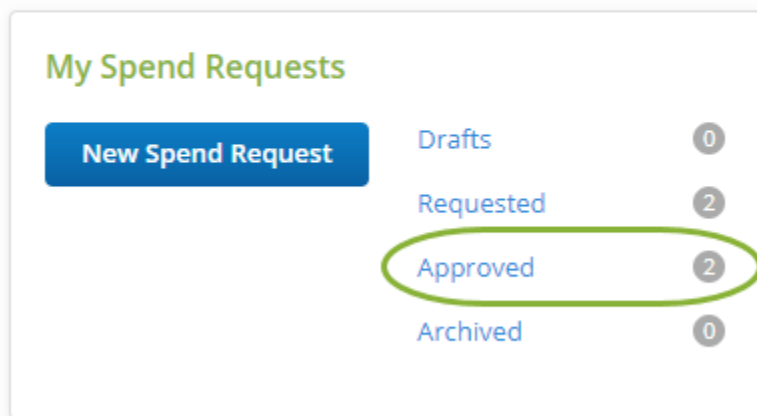 My Spend Requests
New Spend Request
Drafts 0
Requested 2
Approved 2
Archived 0